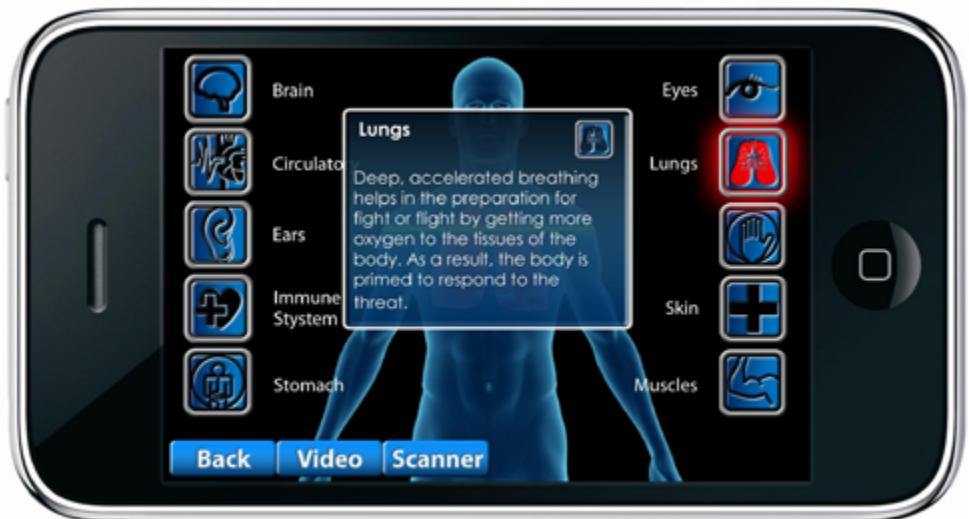 Brain
Circulato
Ears
Immune
Stystem
Stomach
Lungs
Deep, accelerated breathing
helps in the preparation for
fight or flight by getting more
oxygen to the tissues of the
body. As a result, the body is
primed to respond to the
threat.
Eyes
Lungs
Skin
Muscles
Back
Video
Scanner